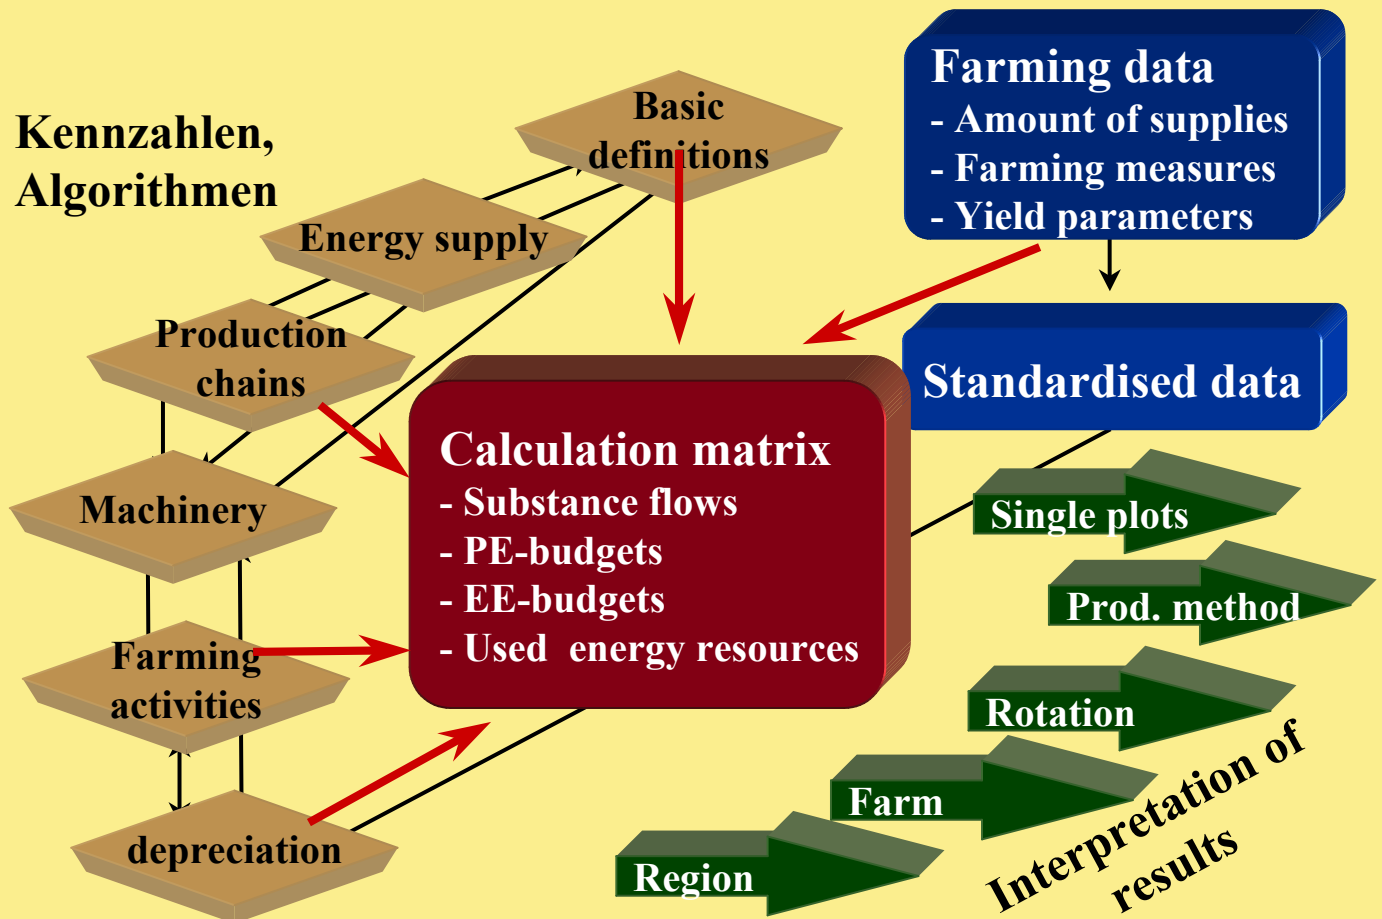 Kennzahlen,
Algorithmen
Basic
definitions
Energy supply
Production
chains
Machinery
Farming
activities
depreciation
Farming data
- Amount of supplies
- Farming measures
- Yield parameters
Standardised data
Calculation matrix
- Substance flows
- PE-budgets
- EE-budgets
- Used  energy resources
Single plots
Prod. method
Rotation
Farm
Region
Interpretation of
results